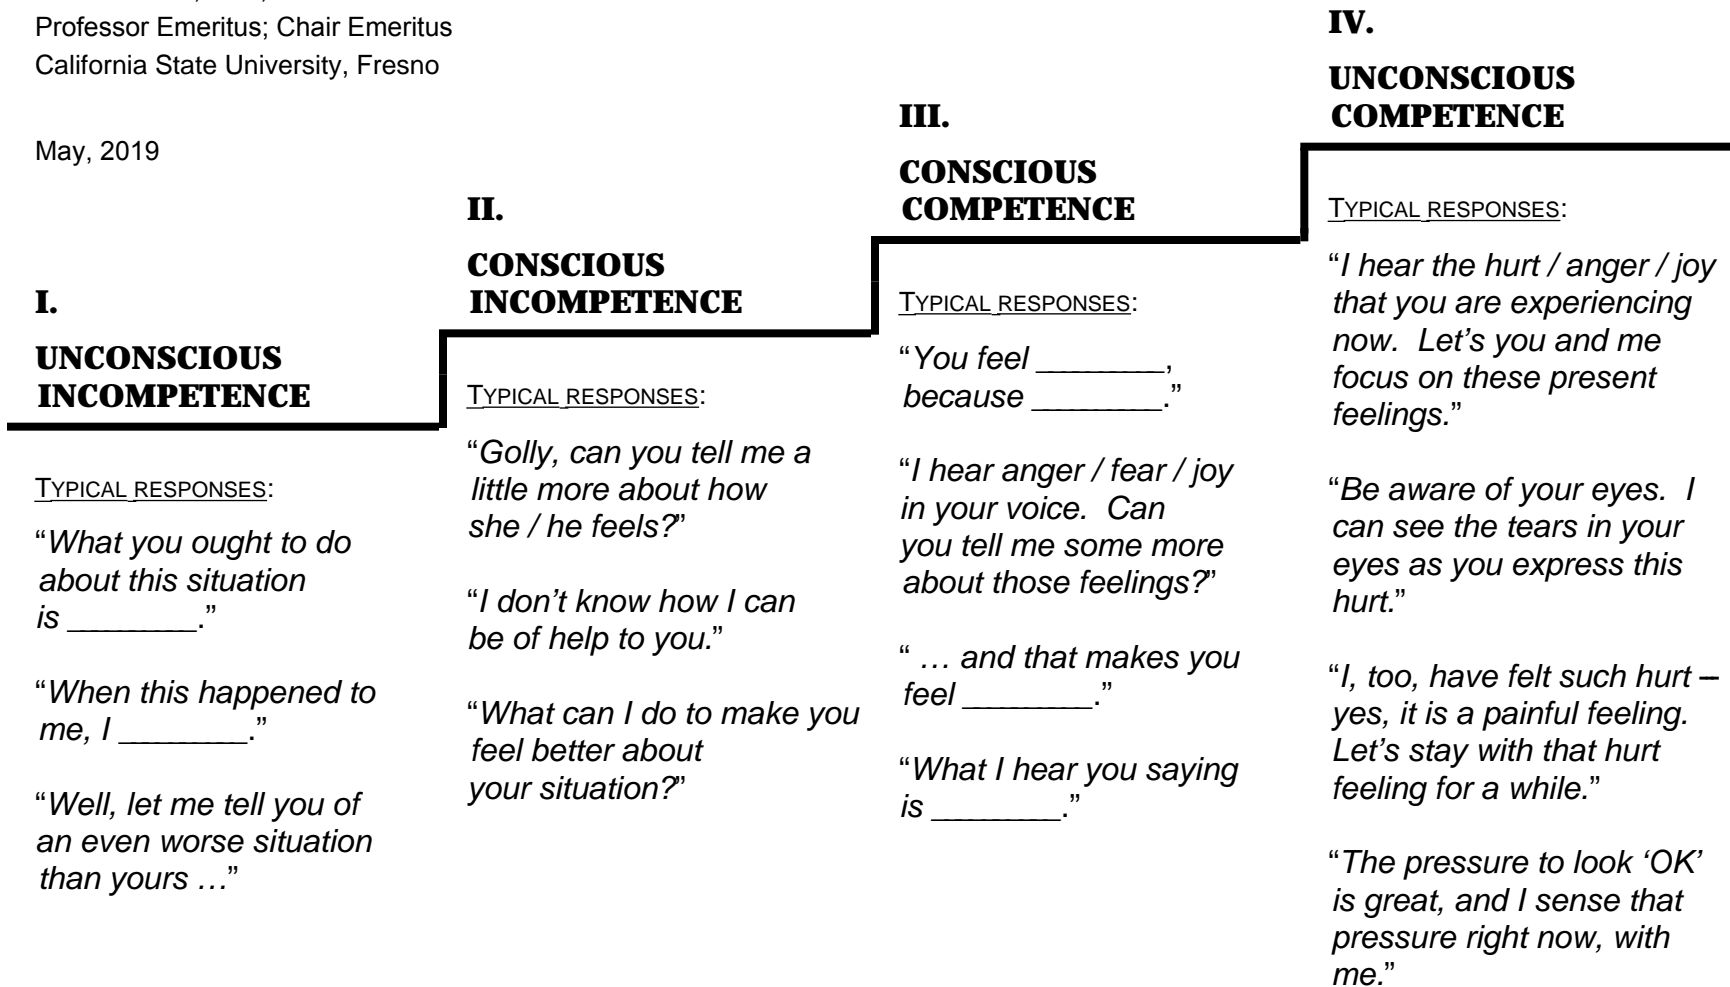 Professor Emeritus; Chair Emeritus
California State University, Fresno
May, 2019
I.
UNCONSCIOUS
INCOMPETENCE
TYPICAL RESPONSES:
“What you ought to do
about this situation
is __________.”
“When this happened to
me, I __________.”
“Well, let me tell you of
an even worse situation
than yours …”
II.
CONSCIOUS
INCOMPETENCE
TYPICAL RESPONSES:
“Golly, can you tell me a
little more about how
she / he feels?”
“I don’t know how I can
be of help to you.”
“What can I do to make you
feel better about
your situation?”
III.
CONSCIOUS
COMPETENCE
TYPICAL RESPONSES:
“You feel __________,
because __________.”
“I hear anger / fear / joy
in your voice.  Can
you tell me some more
about those feelings?”
“ … and that makes you
feel __________.”
“What I hear you saying
is __________.”
IV.
UNCONSCIOUS
COMPETENCE
TYPICAL RESPONSES:
“I hear the hurt / anger / joy
that you are experiencing
now.  Let’s you and me
focus on these present
feelings.”
“Be aware of your eyes.  I
can see the tears in your
eyes as you express this
hurt.”
“I, too, have felt such hurt –
yes, it is a painful feeling.
Let’s stay with that hurt
feeling for a while.”
“The pressure to look ‘OK’
is great, and I sense that
pressure right now, with
me.”